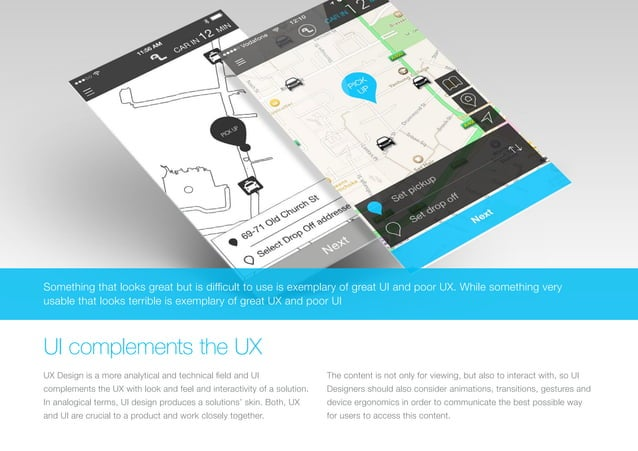 11:56 AM
CAR IN 12 MIN
PICK UP
69-71 Old Church St
Select Drop Off addresse
Next
Vodafone
12:10
CAR IN 12
PICK
UP
Drummond St
Set pickup
Set drop off
Next
Something that looks great but is difficult to use is exemplary of great UI and poor UX. While something very
usable that looks terrible is exemplary of great UX and poor UI
UI complements the UX
UX Design is a more analytical and technical field and UI
complements the UX with look and feel and interactivity of a solution.
In analogical terms, UI design produces a solutions’ skin. Both, UX
and UI are crucial to a product and work closely together.
The content is not only for viewing, but also to interact with, so UI
Designers should also consider animations, transitions, gestures and
device ergonomics in order to communicate the best possible way
for users to access this content.